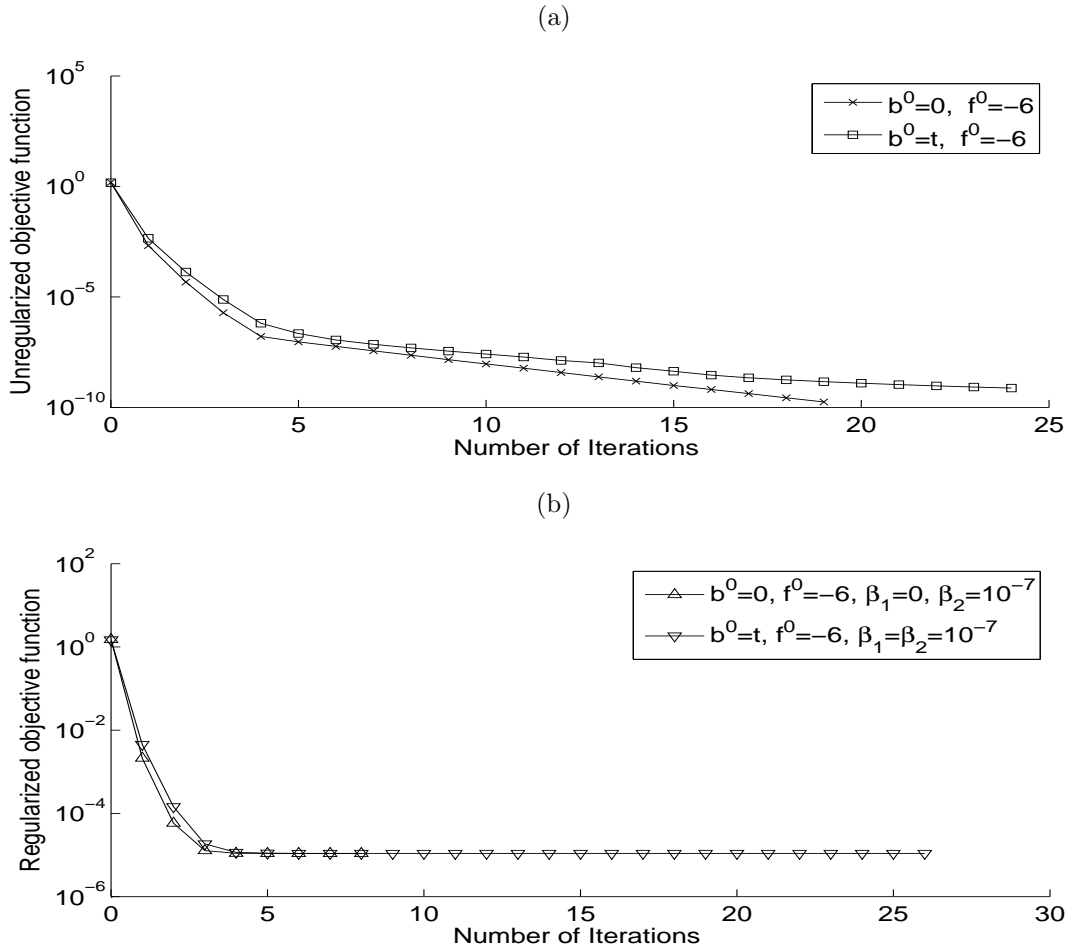 (a)
10^5
10^0
10^−5
10^−10
Unregularized objective function
b^0=0, f^0=−6
b^0=t, f^0=−6
0 5 10 15 20 25
Number of Iterations
(b)
10^2
10^0
10^−2
10^−4
10^−6
Regularized objective function
b^0=0, f^0=−6, β_1=0, β_2=10^−7
b^0=t, f^0=−6, β_1=β_2=10^−7
0 5 10 15 20 25 30
Number of Iterations